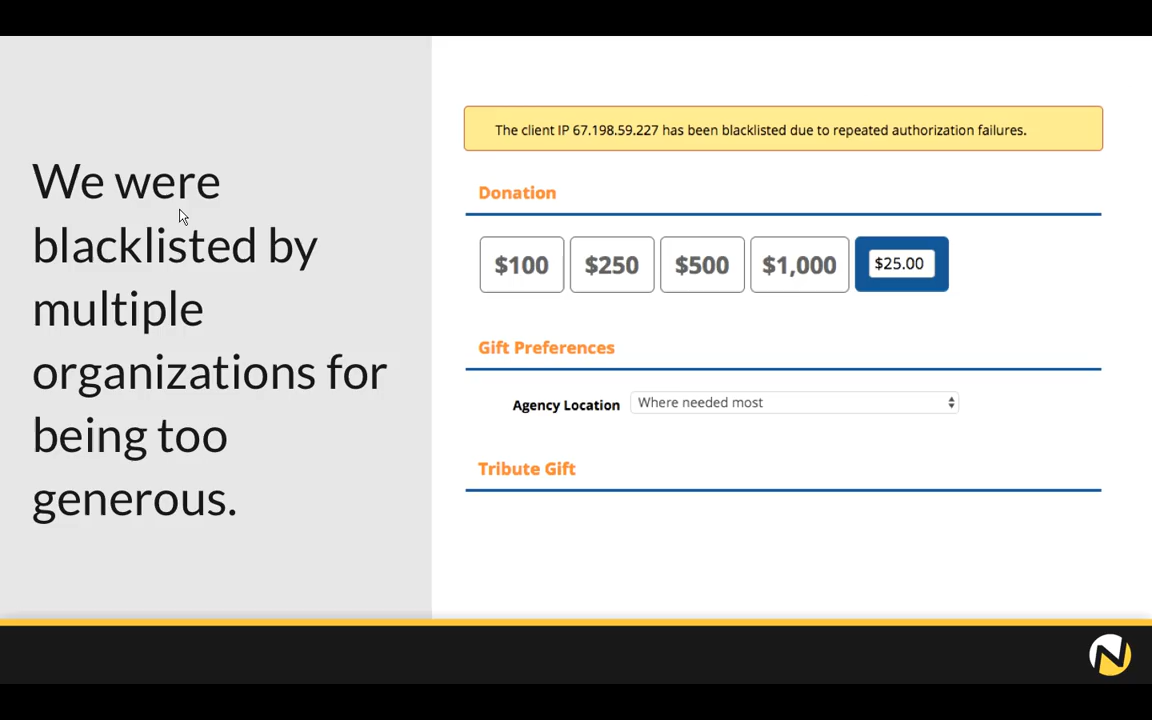 We were
blacklisted by
multiple
organizations for
being too
generous.
The client IP 67.198.59.227 has been blacklisted due to repeated authorization failures.
Donation
$100 $250 $500 $1,000 $25.00
Gift Preferences
Agency Location Where needed most
Tribute Gift
N